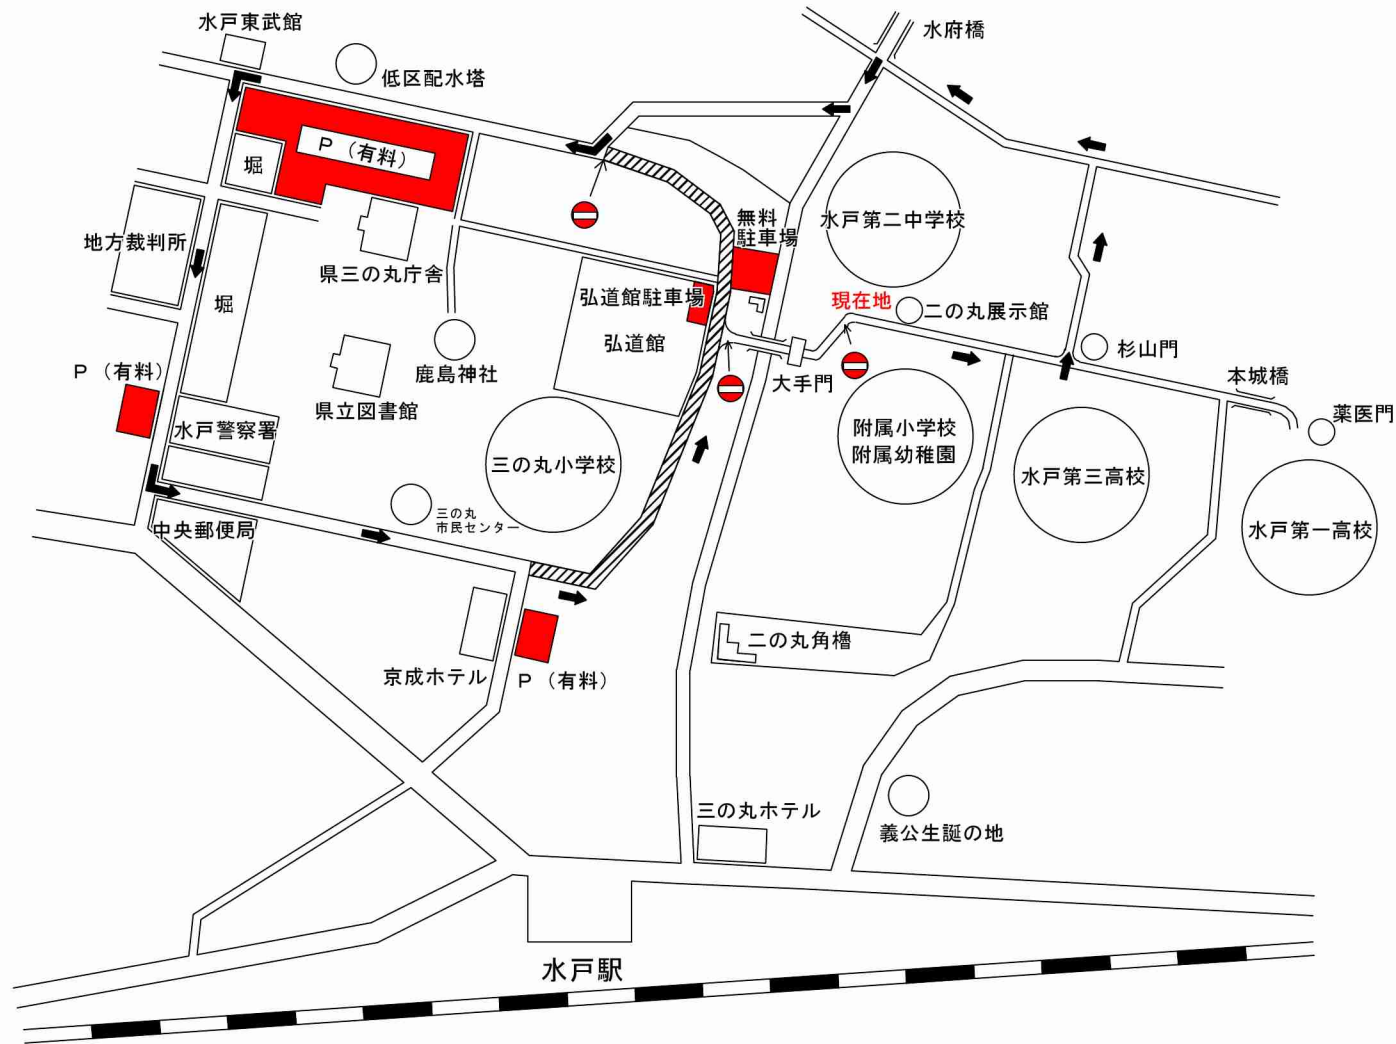 水戸東武館
水府橋
低区配水塔
Ｐ（有料）
堀
無料
駐車場
水戸第二中学校
地方裁判所
県三の丸庁舎
堀
弘道館駐車場
現在地
二の丸展示館
弘道館
杉山門
Ｐ（有料）
鹿島神社
大手門
本城橋
県立図書館
薬医門
水戸警察署
附属小学校
附属幼稚園
三の丸小学校
水戸第三高校
三の丸
市民センター
中央郵便局
水戸第一高校
二の丸角櫓
京成ホテル
Ｐ（有料）
三の丸ホテル
義公生誕の地
水戸駅